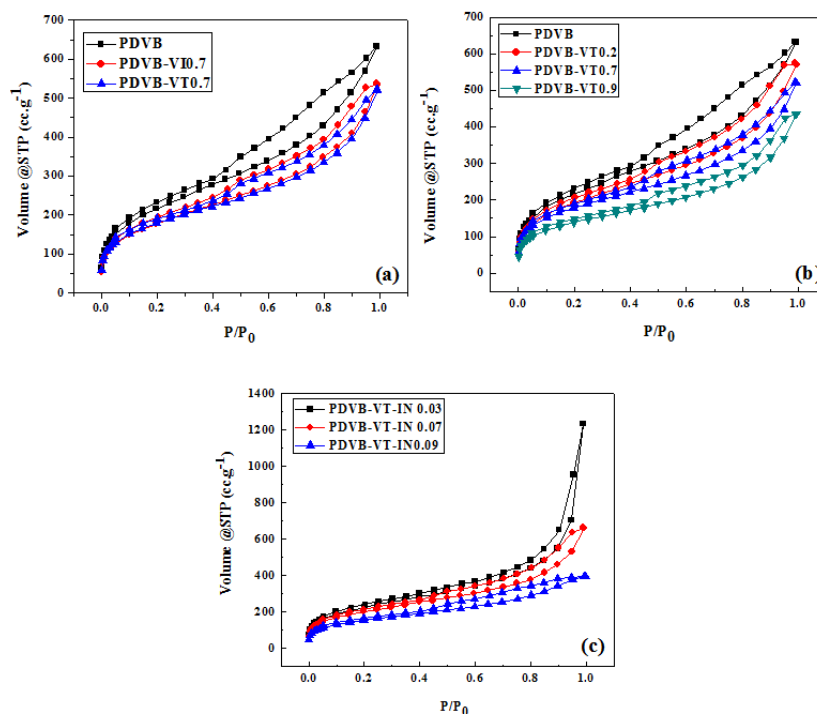 700
600
500
400
300
200
100
0
Volume @STP (cc.g⁻¹)
PDVB
PDVB-VI0.7
PDVB-VT0.7
(a)
0.0 0.2 0.4 0.6 0.8 1.0
P/P₀
700
600
500
400
300
200
100
0
Volume @STP (cc.g⁻¹)
PDVB
PDVB-VT0.2
PDVB-VT0.7
PDVB-VT0.9
(b)
0.0 0.2 0.4 0.6 0.8 1.0
P/P₀
1400
1200
1000
800
600
400
200
0
Volume @STP (cc.g⁻¹)
PDVB-VT-IN 0.03
PDVB-VT-IN 0.07
PDVB-VT-IN0.09
(c)
0.0 0.2 0.4 0.6 0.8 1.0
P/P₀